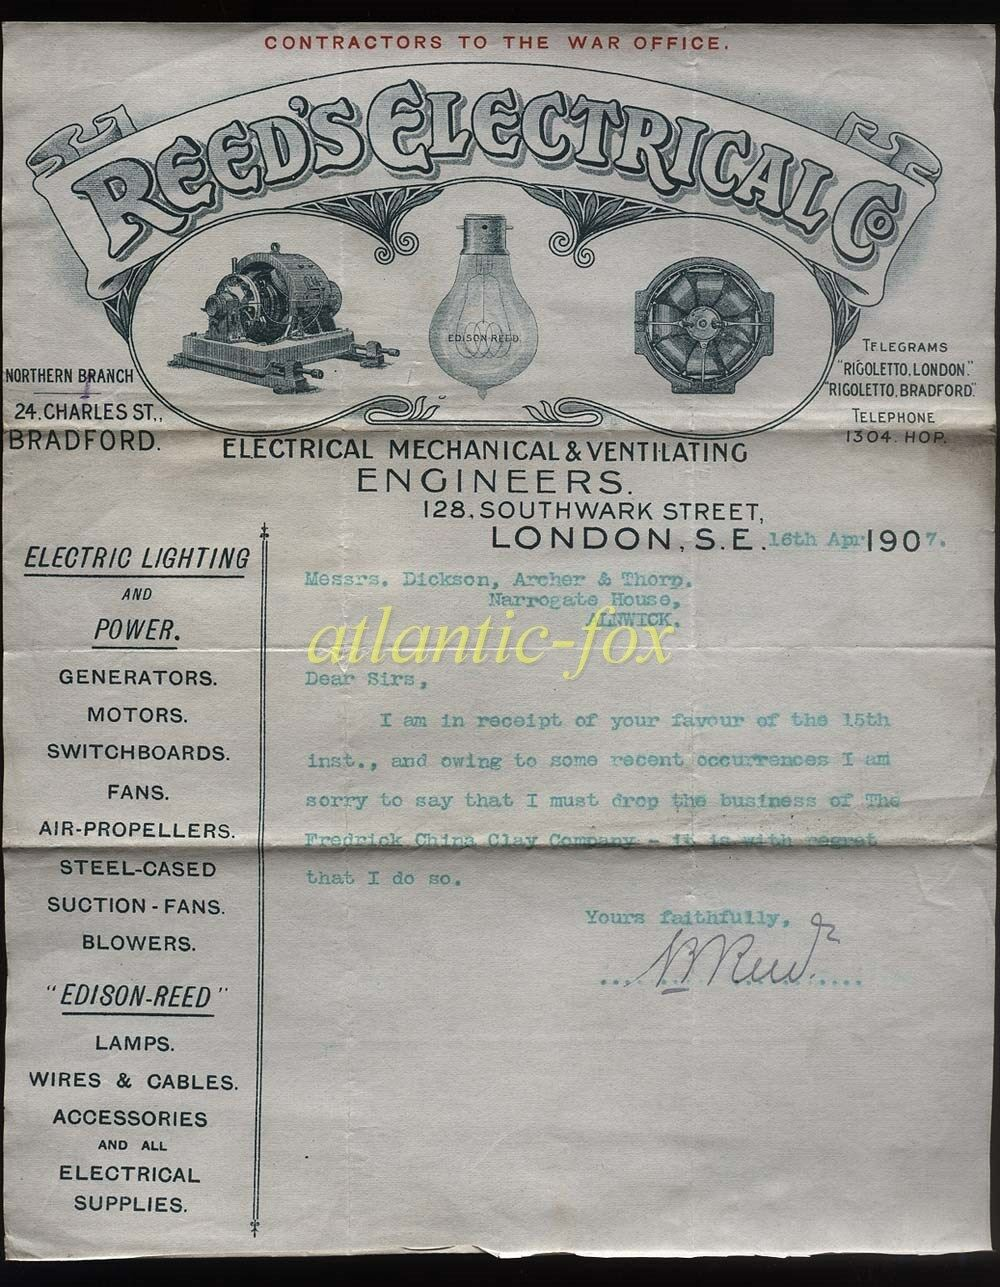 CONTRACTORS TO THE WAR OFFICE.
REED'S ELECTRICAL Co
EDISON-REED
NORTHERN BRANCH
24. CHARLES ST.,
BRADFORD.
TELEGRAMS
"RIGOLETTO, LONDON."
"RIGOLETTO, BRADFORD."
TELEPHONE
1304. HOP.
ELECTRICAL MECHANICAL & VENTILATING
ENGINEERS.
128, SOUTHWARK STREET,
LONDON, S.E. 16th Apr 1907.
ELECTRIC LIGHTING
AND
POWER.
GENERATORS.
MOTORS.
SWITCHBOARDS.
FANS.
AIR-PROPELLERS.
STEEL-CASED
SUCTION-FANS.
BLOWERS.
"EDISON-REED"
LAMPS.
WIRES & CABLES.
ACCESSORIES
AND ALL
ELECTRICAL
SUPPLIES.
Messrs. Dickson, Archer & Thorp.
Narrogate House,
ALNWICK.
atlantic-fox
Dear Sirs,
I am in receipt of your favour of the 15th
inst., and owing to some recent occurrences I am
sorry to say that I must drop the business of The
Fredrick China Clay Company - it is with regret
that I do so.
Yours faithfully,
Reed